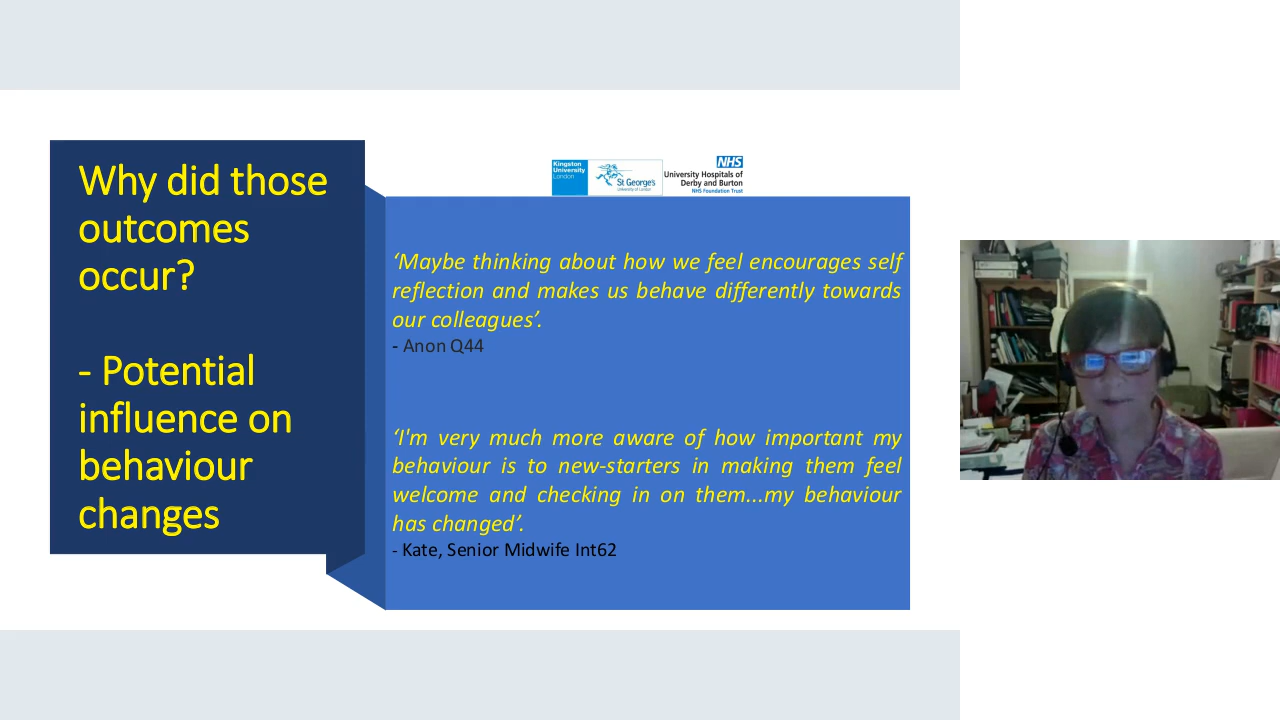 Why did those
outcomes
occur?
- Potential
influence on
behaviour
changes
Kingston
University
London
St George's
University of London
NHS
University Hospitals of
Derby and Burton
NHS Foundation Trust
‘Maybe thinking about how we feel encourages self
reflection and makes us behave differently towards
our colleagues’.
- Anon Q44
‘I'm very much more aware of how important my
behaviour is to new-starters in making them feel
welcome and checking in on them...my behaviour
has changed’.
- Kate, Senior Midwife Int62